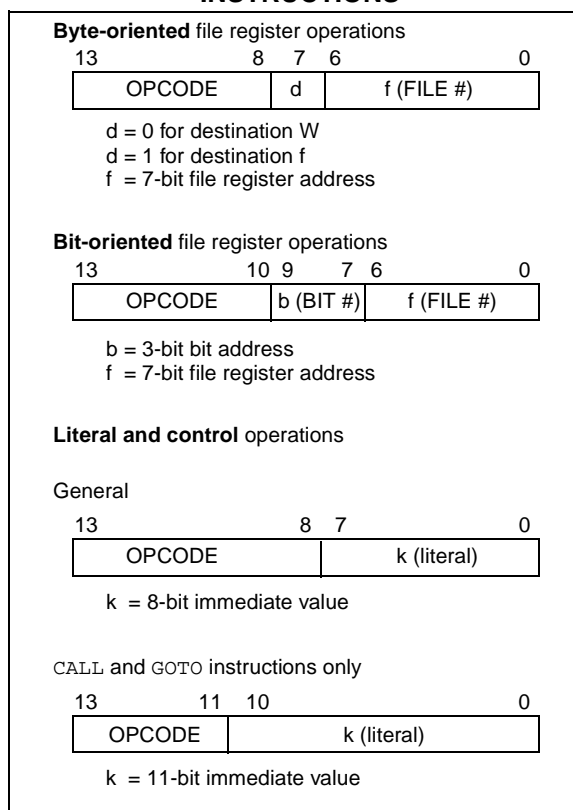 INSTRUCTIONS
Byte-oriented file register operations
13 8 7 6 0
OPCODE d f (FILE #)
d = 0 for destination W
d = 1 for destination f
f = 7-bit file register address
Bit-oriented file register operations
13 10 9 7 6 0
OPCODE b (BIT #) f (FILE #)
b = 3-bit bit address
f = 7-bit file register address
Literal and control operations
General
13 8 7 0
OPCODE k (literal)
k = 8-bit immediate value
CALL and GOTO instructions only
13 11 10 0
OPCODE k (literal)
k = 11-bit immediate value